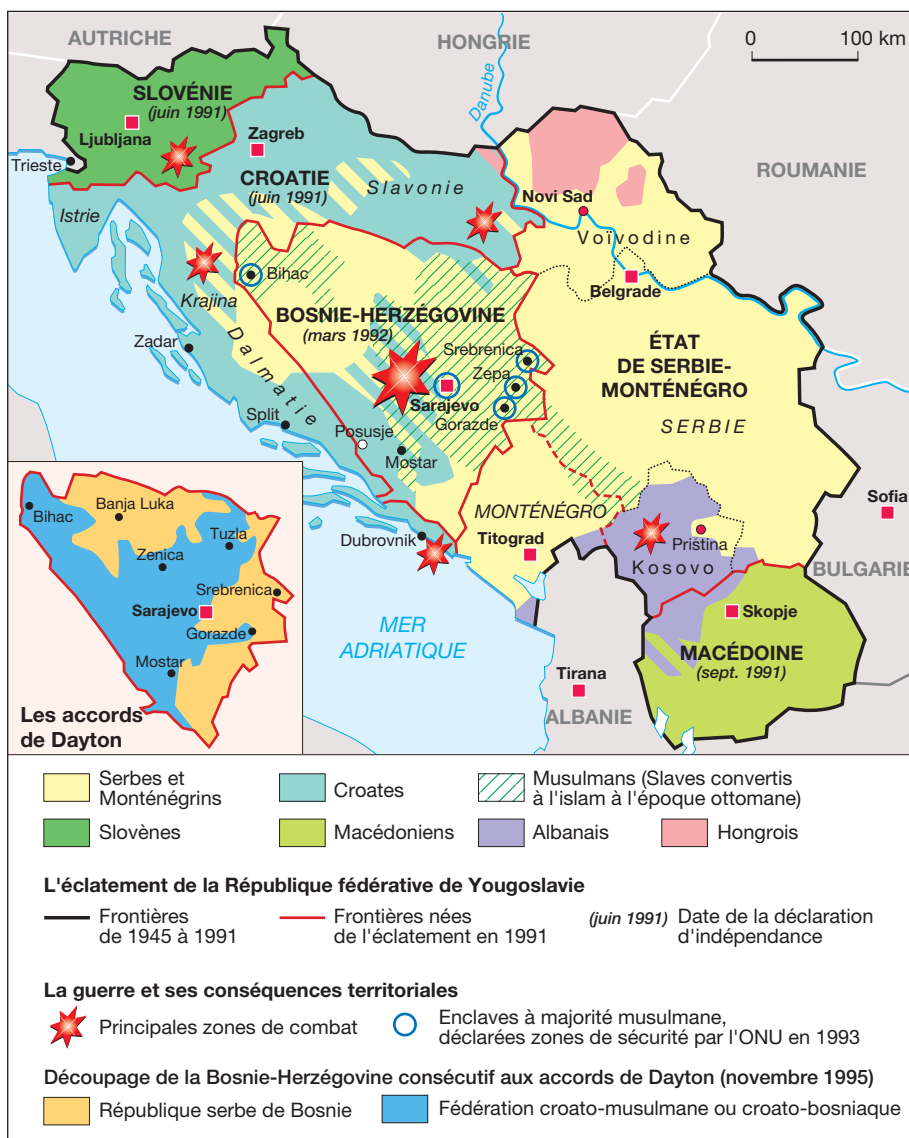 AUTRICHE
HONGRIE
0 100 km
Danube
SLOVÉNIE
(juin 1991)
Ljubljana
Zagreb
Trieste
CROATIE
(juin 1991)
Slavonie
ROUMANIE
Istrie
Novi Sad
Voïvodine
Bihac
Belgrade
Krajina
BOSNIE-HERZÉGOVINE
(mars 1992)
Zadar
Dalmatie
Srebrenica
Zepa
Sarajevo
Gorazde
ÉTAT
DE SERBIE-
MONTÉNÉGRO
SERBIE
Split
Posusje
Mostar
MONTÉNÉGRO
Titograd
Dubrovnik
Sofia
Pristina
Kosovo
BULGARIE
MER
ADRIATIQUE
Skopje
MACÉDOINE
(sept. 1991)
Tirana
ALBANIE
Bihac
Banja Luka
Tuzla
Zenica
Srebrenica
Sarajevo
Gorazde
Mostar
Les accords
de Dayton
Serbes et
Monténégrins
Croates
Musulmans (Slaves convertis
à l'islam à l'époque ottomane)
Slovènes
Macédoniens
Albanais
Hongrois
L'éclatement de la République fédérative de Yougoslavie
Frontières
de 1945 à 1991
Frontières nées
de l'éclatement en 1991
(juin 1991) Date de la déclaration
d'indépendance
La guerre et ses conséquences territoriales
Principales zones de combat
Enclaves à majorité musulmane,
déclarées zones de sécurité par l'ONU en 1993
Découpage de la Bosnie-Herzégovine consécutif aux accords de Dayton (novembre 1995)
République serbe de Bosnie
Fédération croato-musulmane ou croato-bosniaque